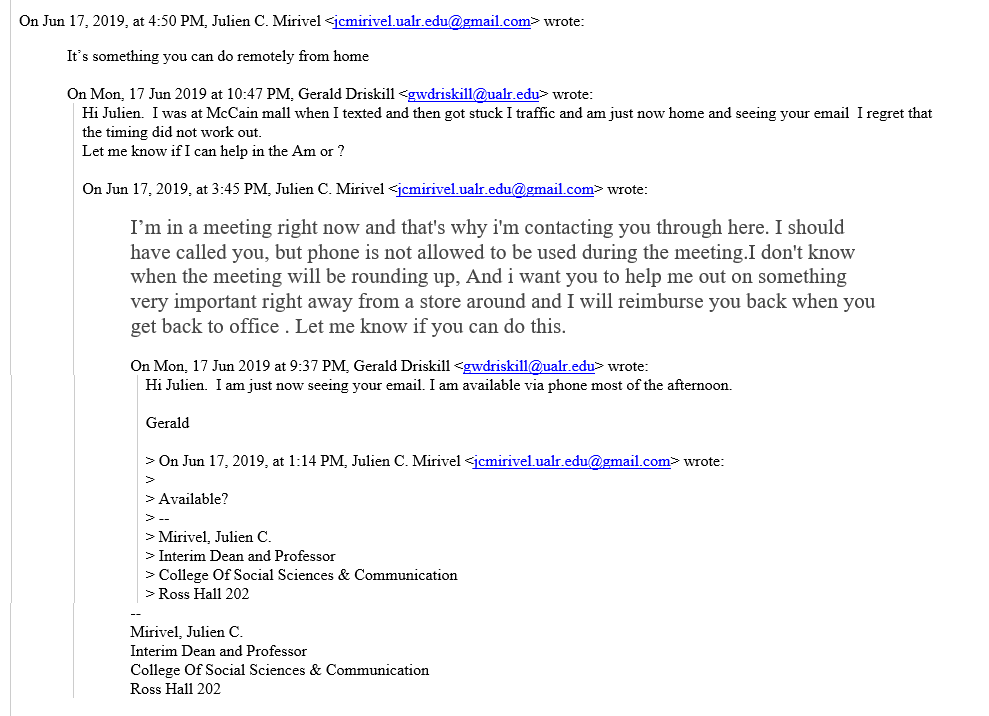 On Jun 17, 2019, at 4:50 PM, Julien C. Mirivel <jcmirivel.ualr.edu@gmail.com> wrote:
It's something you can do remotely from home
On Mon, 17 Jun 2019 at 10:47 PM, Gerald Driskill <gwdriskill@ualr.edu> wrote:
Hi Julien.  I was at McCain mall when I texted and then got stuck I traffic and am just now home and seeing your email  I regret that
the timing did not work out.
Let me know if I can help in the Am or ?
On Jun 17, 2019, at 3:45 PM, Julien C. Mirivel <jcmirivel.ualr.edu@gmail.com> wrote:
I'm in a meeting right now and that's why i'm contacting you through here. I should
have called you, but phone is not allowed to be used during the meeting.I don't know
when the meeting will be rounding up, And i want you to help me out on something
very important right away from a store around and I will reimburse you back when you
get back to office . Let me know if you can do this.
On Mon, 17 Jun 2019 at 9:37 PM, Gerald Driskill <gwdriskill@ualr.edu> wrote:
Hi Julien.  I am just now seeing your email. I am available via phone most of the afternoon.
Gerald
> On Jun 17, 2019, at 1:14 PM, Julien C. Mirivel <jcmirivel.ualr.edu@gmail.com> wrote:
>
> Available?
> --
> Mirivel, Julien C.
> Interim Dean and Professor
> College Of Social Sciences & Communication
> Ross Hall 202
--
Mirivel, Julien C.
Interim Dean and Professor
College Of Social Sciences & Communication
Ross Hall 202